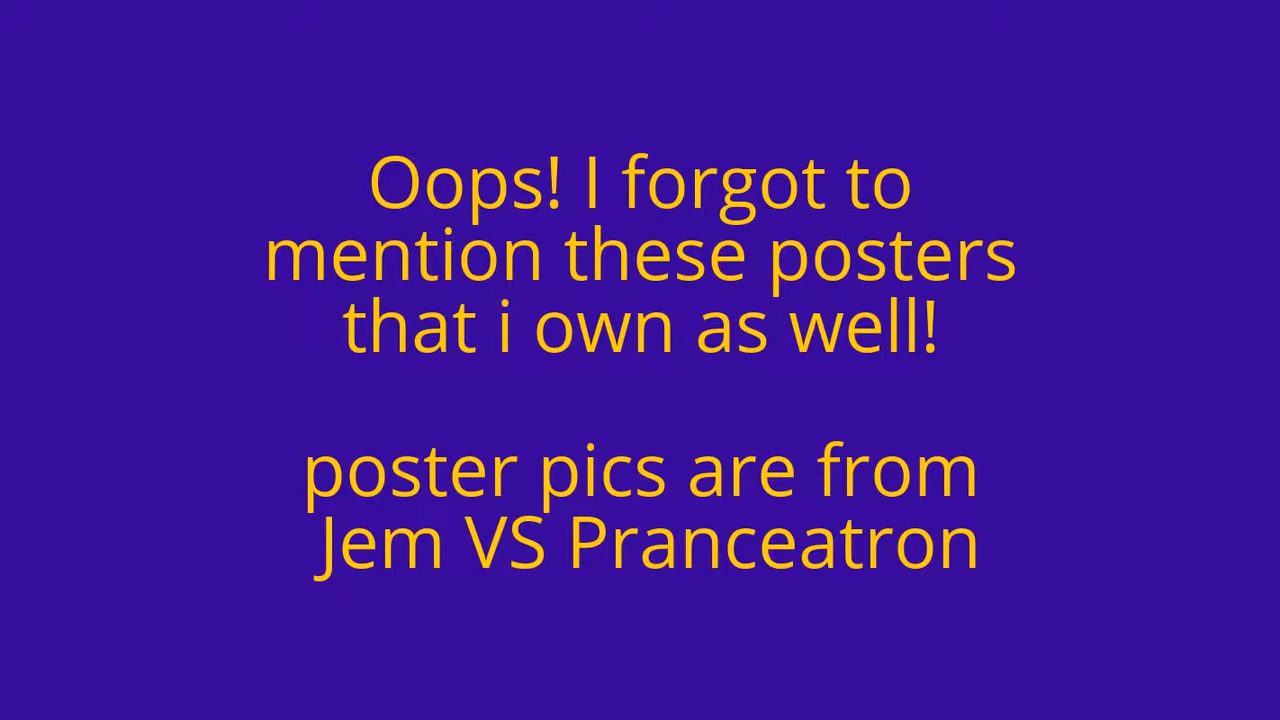 Oops! I forgot to
mention these posters
that i own as well!
poster pics are from
Jem VS Pranceatron